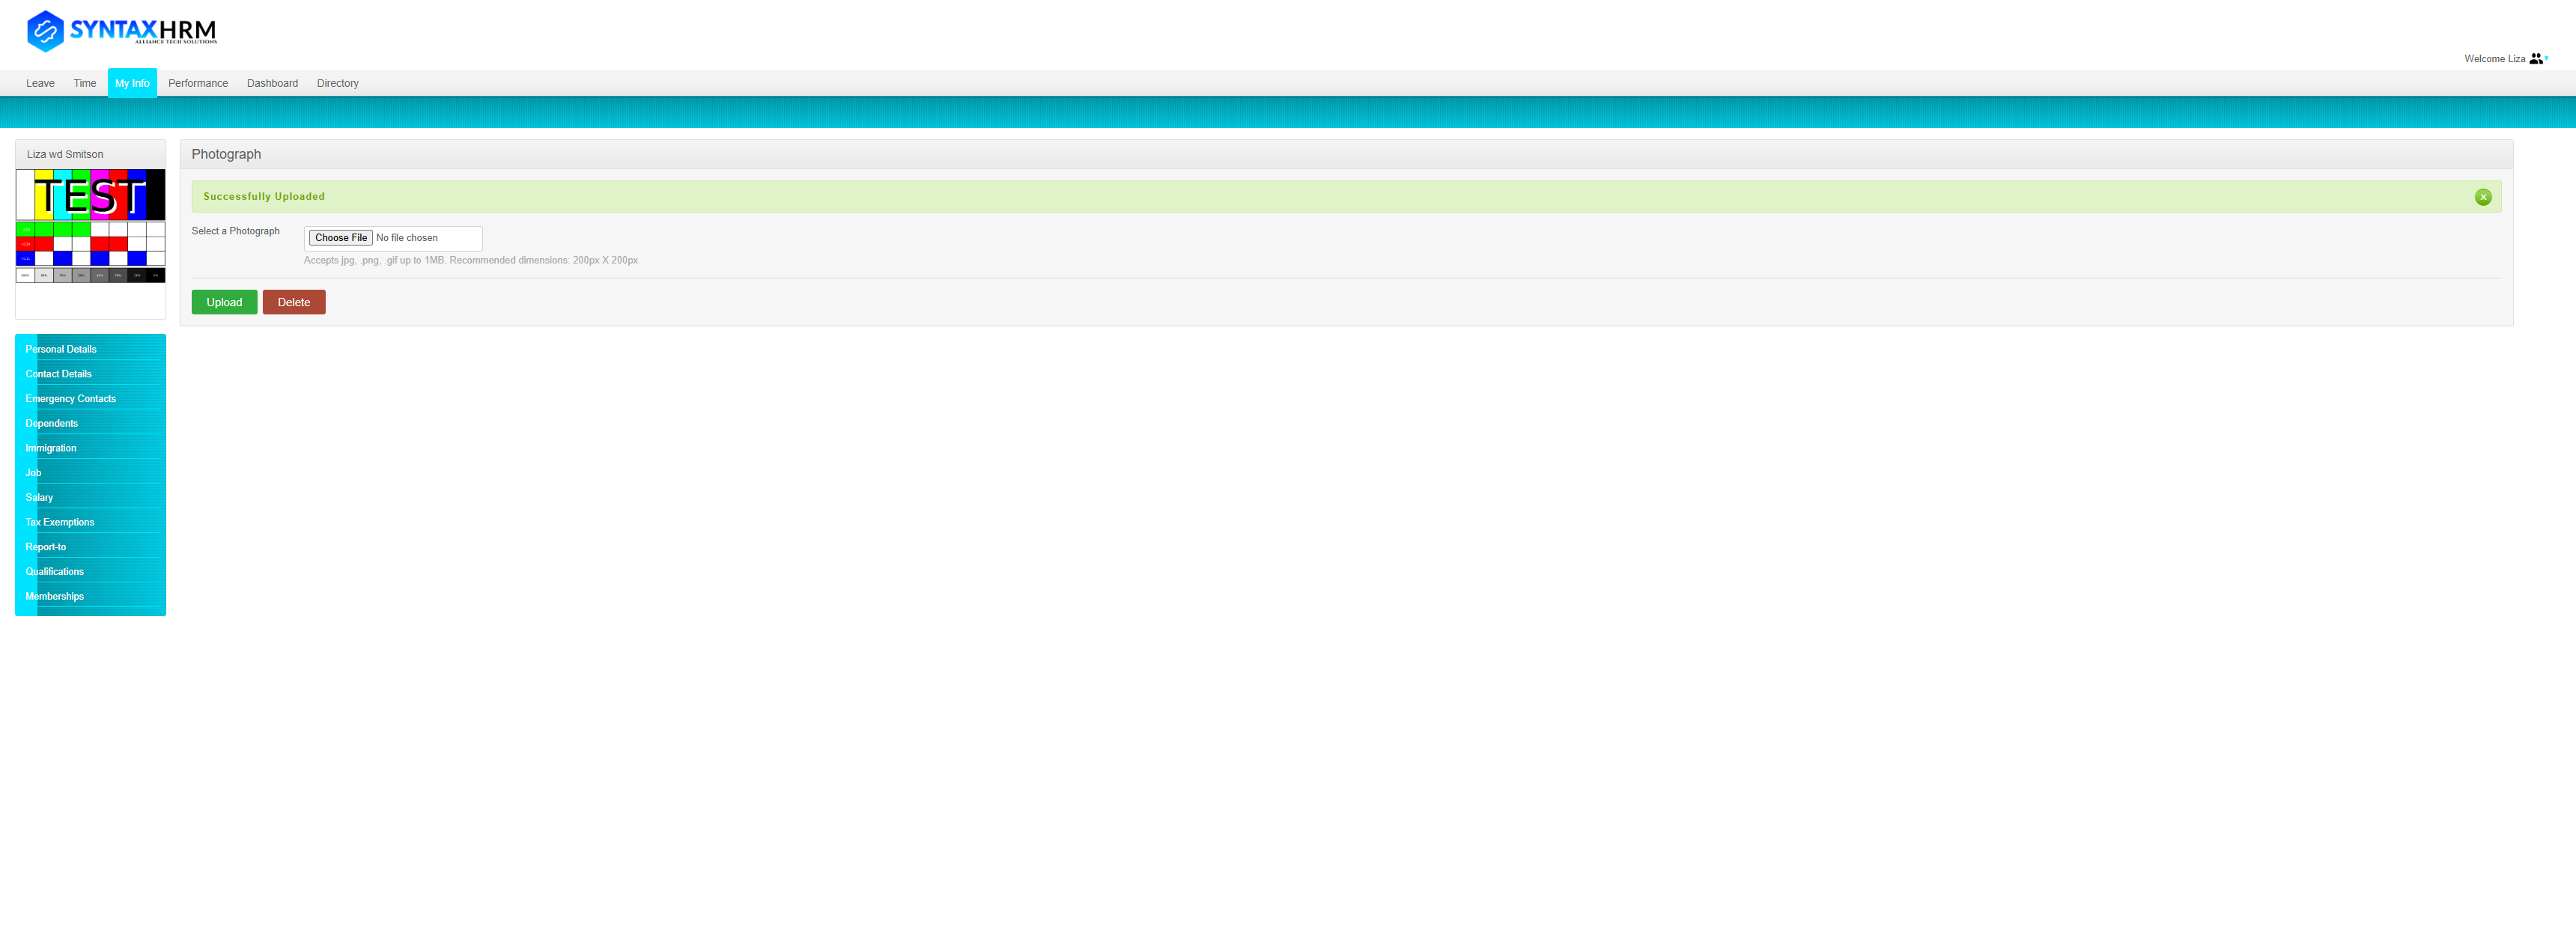 SYNTAXHRM
ALLIANCE TECH SOLUTIONS
Welcome Liza
Leave Time My Info Performance Dashboard Directory
Liza wd Smitson
TEST
Photograph
Successfully Uploaded
x
Select a Photograph Choose File No file chosen
Accepts jpg, .png, .gif up to 1MB. Recommended dimensions: 200px X 200px
Upload Delete
Personal Details
Contact Details
Emergency Contacts
Dependents
Immigration
Job
Salary
Tax Exemptions
Report-to
Qualifications
Memberships